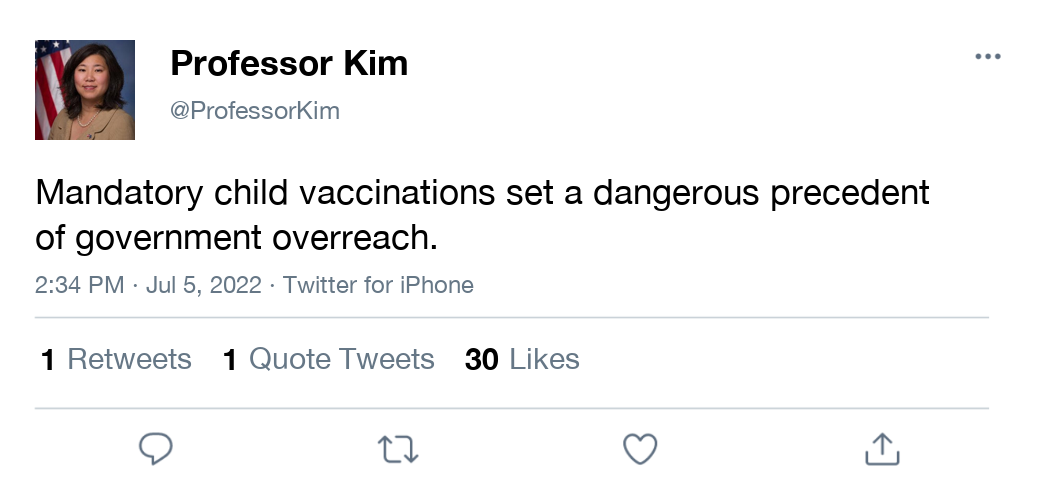 Professor Kim
@ProfessorKim
Mandatory child vaccinations set a dangerous precedent
of government overreach.
2:34 PM · Jul 5, 2022 · Twitter for iPhone
1 Retweets 1 Quote Tweets 30 Likes